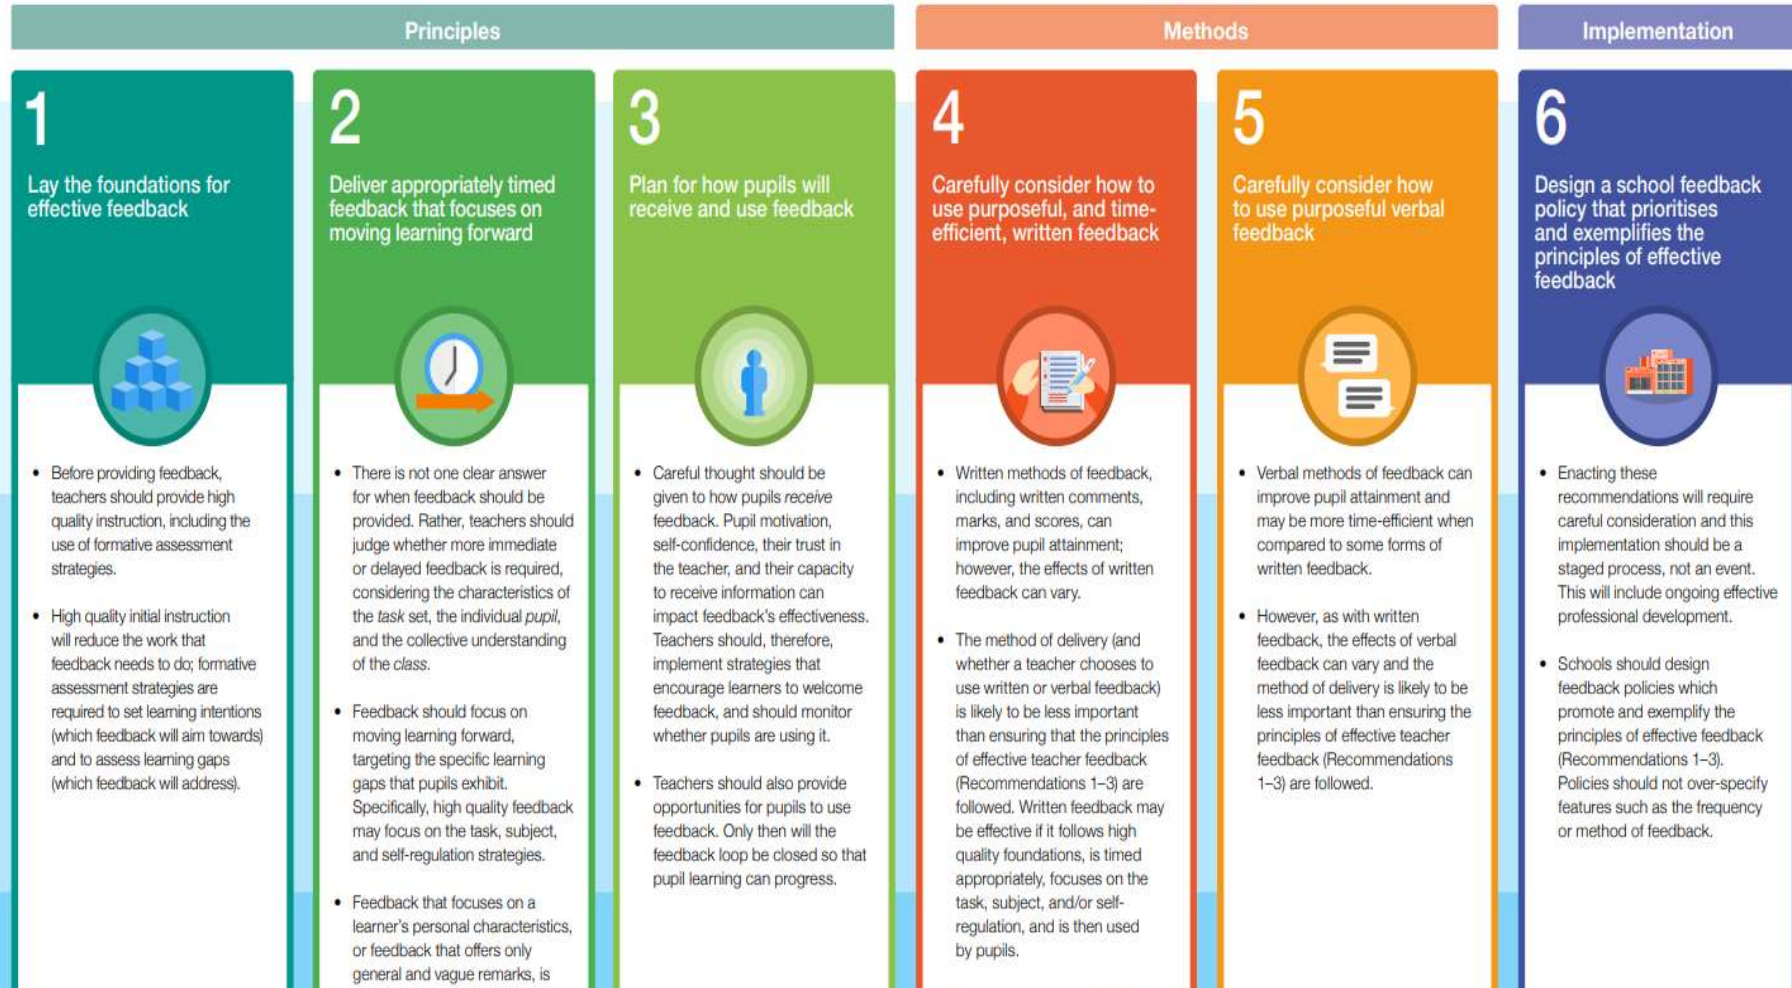 Principles
Methods
Implementation
1
Lay the foundations for
effective feedback
• Before providing feedback,
teachers should provide high
quality instruction, including the
use of formative assessment
strategies.
• High quality initial instruction
will reduce the work that
feedback needs to do; formative
assessment strategies are
required to set learning intentions
(which feedback will aim towards)
and to assess learning gaps
(which feedback will address).
2
Deliver appropriately timed
feedback that focuses on
moving learning forward
• There is not one clear answer
for when feedback should be
provided. Rather, teachers should
judge whether more immediate
or delayed feedback is required,
considering the characteristics of
the task set, the individual pupil,
and the collective understanding
of the class.
• Feedback should focus on
moving learning forward,
targeting the specific learning
gaps that pupils exhibit.
Specifically, high quality feedback
may focus on the task, subject,
and self-regulation strategies.
• Feedback that focuses on a
learner's personal characteristics,
or feedback that offers only
general and vague remarks, is
3
Plan for how pupils will
receive and use feedback
• Careful thought should be
given to how pupils receive
feedback. Pupil motivation,
self-confidence, their trust in
the teacher, and their capacity
to receive information can
impact feedback's effectiveness.
Teachers should, therefore,
implement strategies that
encourage learners to welcome
feedback, and should monitor
whether pupils are using it.
• Teachers should also provide
opportunities for pupils to use
feedback. Only then will the
feedback loop be closed so that
pupil learning can progress.
4
Carefully consider how to
use purposeful, and time-
efficient, written feedback
• Written methods of feedback,
including written comments,
marks, and scores, can
improve pupil attainment;
however, the effects of written
feedback can vary.
• The method of delivery (and
whether a teacher chooses to
use written or verbal feedback)
is likely to be less important
than ensuring that the principles
of effective teacher feedback
(Recommendations 1–3) are
followed. Written feedback may
be effective if it follows high
quality foundations, is timed
appropriately, focuses on the
task, subject, and/or self-
regulation, and is then used
by pupils.
5
Carefully consider how
to use purposeful verbal
feedback
• Verbal methods of feedback can
improve pupil attainment and
may be more time-efficient when
compared to some forms of
written feedback.
• However, as with written
feedback, the effects of verbal
feedback can vary and the
method of delivery is likely to be
less important than ensuring the
principles of effective teacher
feedback (Recommendations
1–3) are followed.
6
Design a school feedback
policy that prioritises
and exemplifies the
principles of effective
feedback
• Enacting these
recommendations will require
careful consideration and this
implementation should be a
staged process, not an event.
This will include ongoing effective
professional development.
• Schools should design
feedback policies which
promote and exemplify the
principles of effective feedback
(Recommendations 1–3).
Policies should not over-specify
features such as the frequency
or method of feedback.